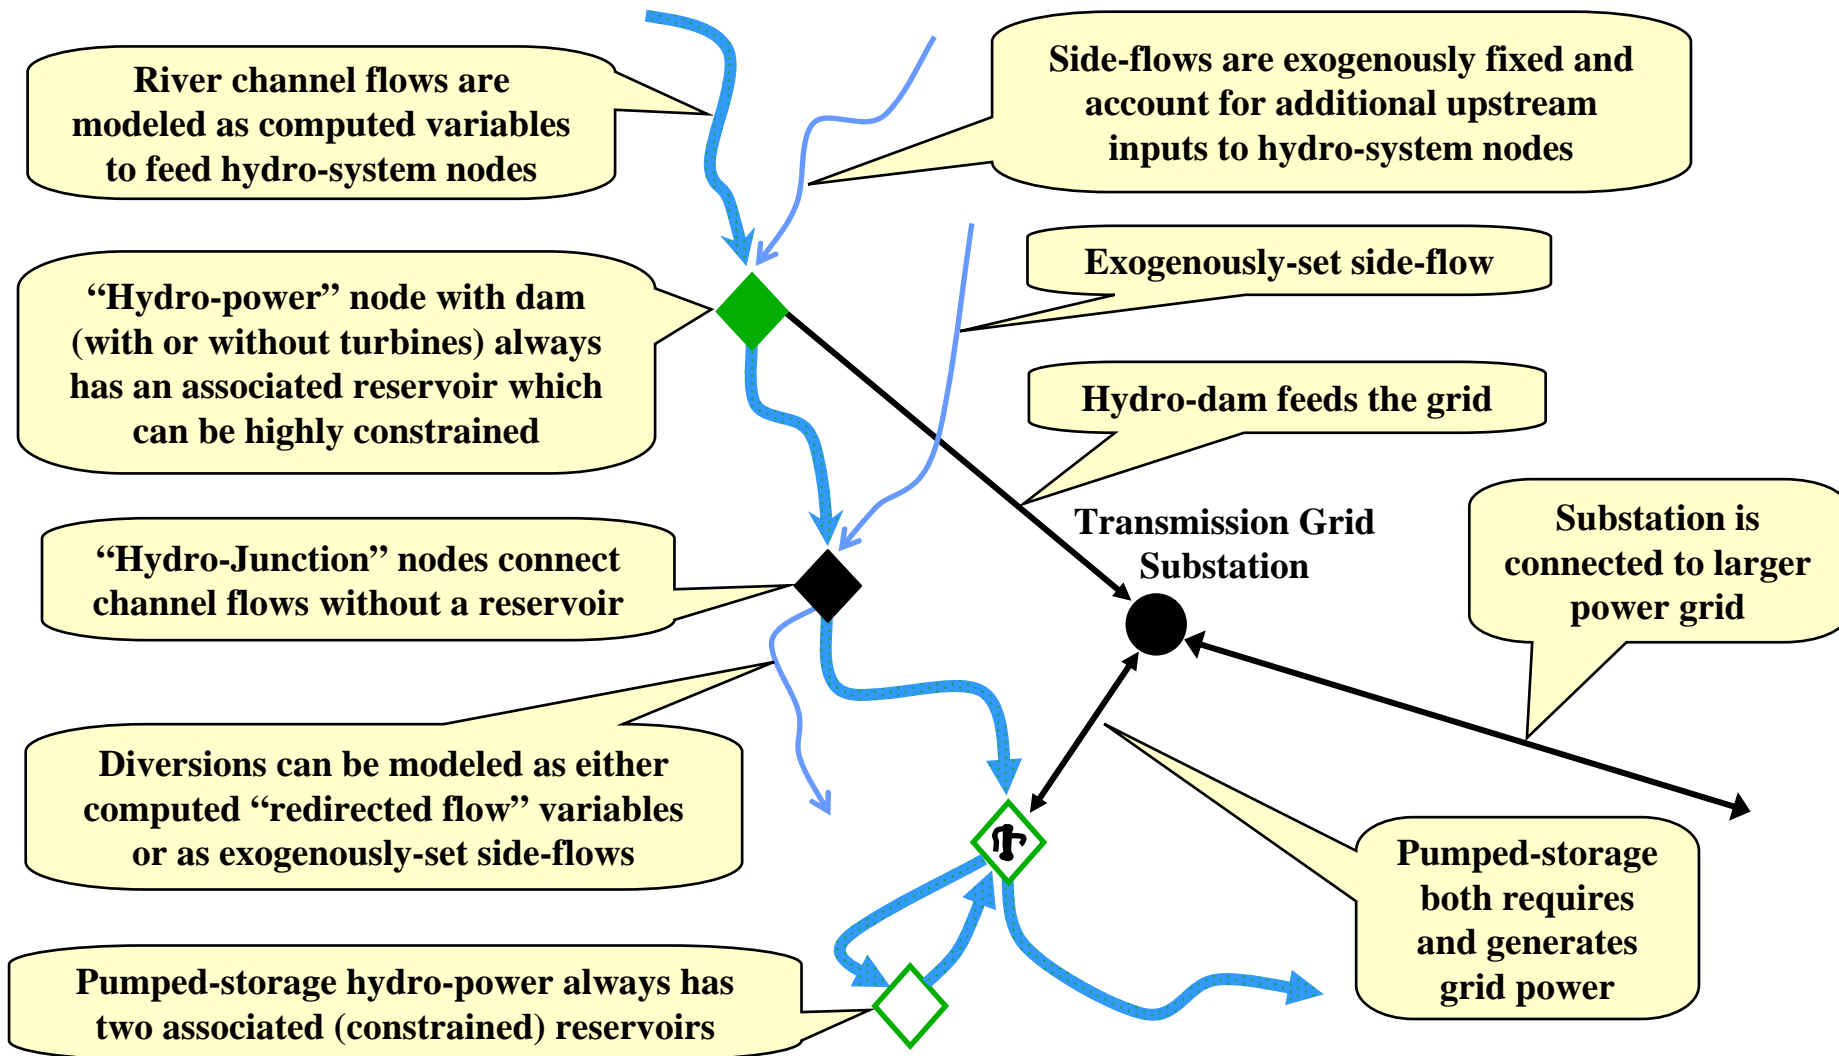 River channel flows are
modeled as computed variables
to feed hydro-system nodes
Side-flows are exogenously fixed and
account for additional upstream
inputs to hydro-system nodes
“Hydro-power” node with dam
(with or without turbines) always
has an associated reservoir which
can be highly constrained
Exogenously-set side-flow
Hydro-dam feeds the grid
Transmission Grid
Substation
Substation is
connected to larger
power grid
“Hydro-Junction” nodes connect
channel flows without a reservoir
Diversions can be modeled as either
computed “redirected flow” variables
or as exogenously-set side-flows
Pumped-storage
both requires
and generates
grid power
Pumped-storage hydro-power always has
two associated (constrained) reservoirs